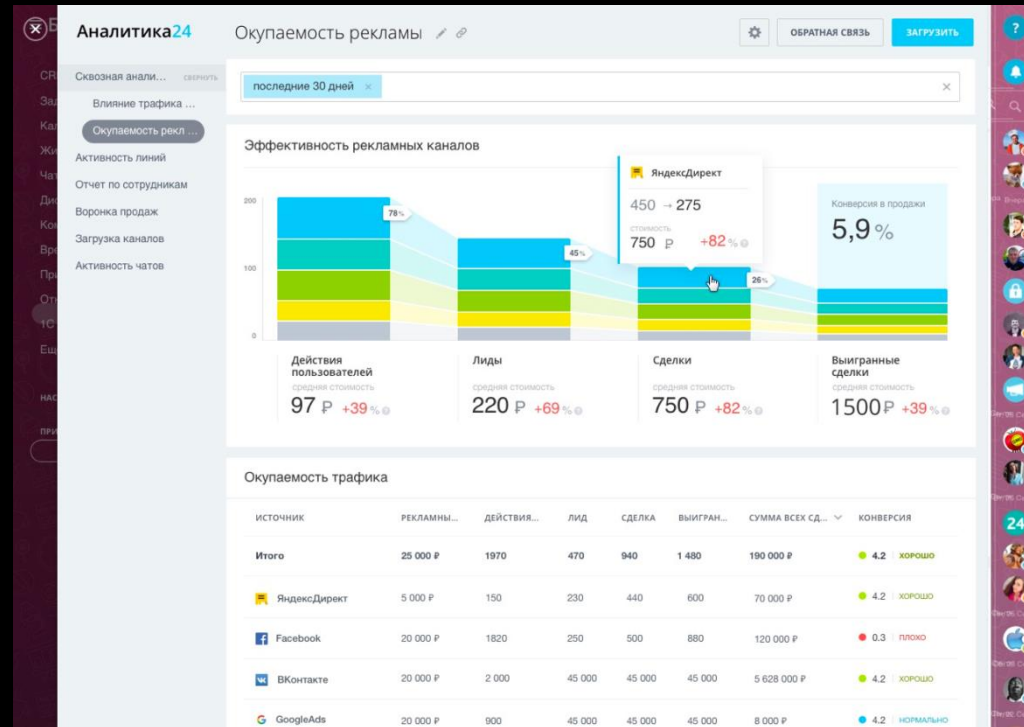 Аналитика24
Окупаемость рекламы
ОБРАТНАЯ СВЯЗЬ
ЗАГРУЗИТЬ
?
Сквозная анали... СВЕРНУТЬ
Влияние трафика ...
Окупаемость рекл ...
Активность линий
Отчет по сотрудникам
Воронка продаж
Загрузка каналов
Активность чатов
последние 30 дней ×
Эффективность рекламных каналов
200
100
0
78%
45%
26%
ЯндексДирект
450 → 275
стоимость
750 ₽ +82 %
Конверсия в продажи
5,9 %
Действия
пользователей
средняя стоимость
97 ₽ +39 %
Лиды
средняя стоимость
220 ₽ +69 %
Сделки
средняя стоимость
750 ₽ +82 %
Выигранные
сделки
средняя стоимость
1500 ₽ +39 %
Окупаемость трафика
ИСТОЧНИК РЕКЛАМНЫ... ДЕЙСТВИЯ... ЛИД СДЕЛКА ВЫИГРАН... СУММА ВСЕХ СД... КОНВЕРСИЯ
Итого 25 000 ₽ 1970 470 940 1 480 190 000 ₽ 4.2 ХОРОШО
ЯндексДирект 5 000 ₽ 150 230 440 600 70 000 ₽ 4.2 ХОРОШО
Facebook 20 000 ₽ 1820 250 500 880 120 000 ₽ 0.3 ПЛОХО
ВКонтакте 20 000 ₽ 2 000 45 000 45 000 45 000 5 628 000 ₽ 4.2 ХОРОШО
GoogleAds 20 000 ₽ 900 45 000 45 000 45 000 8 000 ₽ 4.2 НОРМАЛЬНО
24